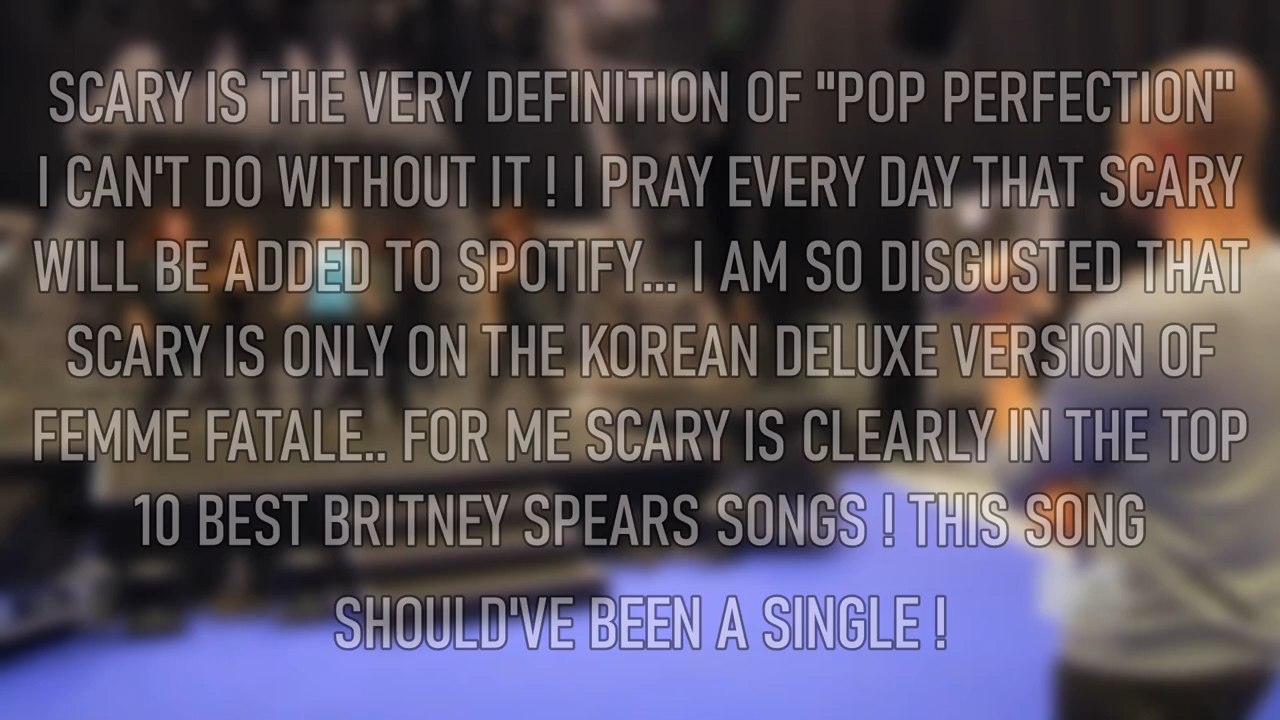 SCARY IS THE VERY DEFINITION OF "POP PERFECTION"
I CAN'T DO WITHOUT IT ! I PRAY EVERY DAY THAT SCARY
WILL BE ADDED TO SPOTIFY... I AM SO DISGUSTED THAT
SCARY IS ONLY ON THE KOREAN DELUXE VERSION OF
FEMME FATALE.. FOR ME SCARY IS CLEARLY IN THE TOP
10 BEST BRITNEY SPEARS SONGS ! THIS SONG
SHOULD'VE BEEN A SINGLE !